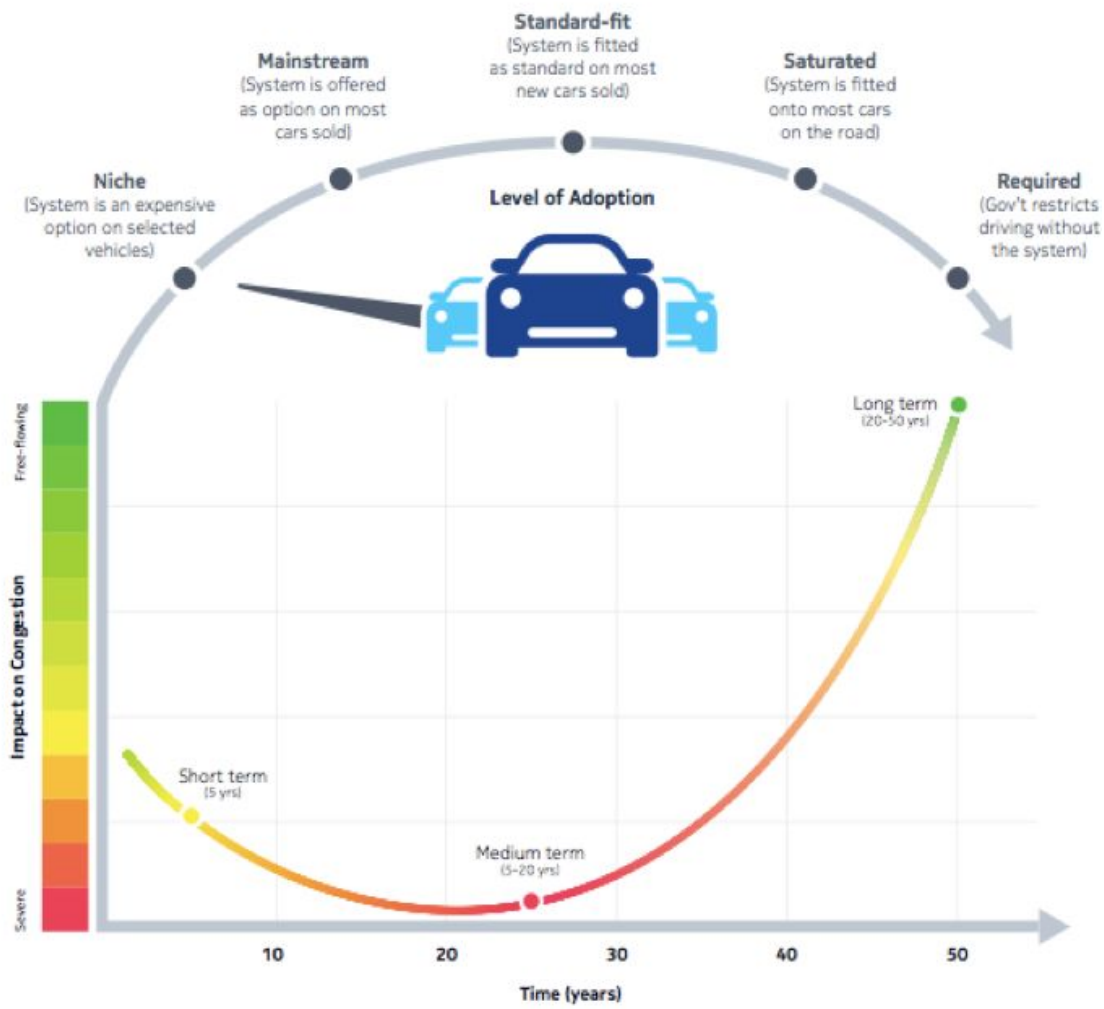 Standard-fit
(System is fitted
as standard on most
new cars sold)
Mainstream
(System is offered
as option on most
cars sold)
Saturated
(System is fitted
onto most cars
on the road)
Niche
(System is an expensive
option on selected
vehicles)
Required
(Gov't restricts
driving without
the system)
Level of Adoption
Free-flowing
Impact on Congestion
Severe
Long term
(20-50 yrs)
Short term
(5 yrs)
Medium term
(5-20 yrs)
10
20
30
40
50
Time (years)